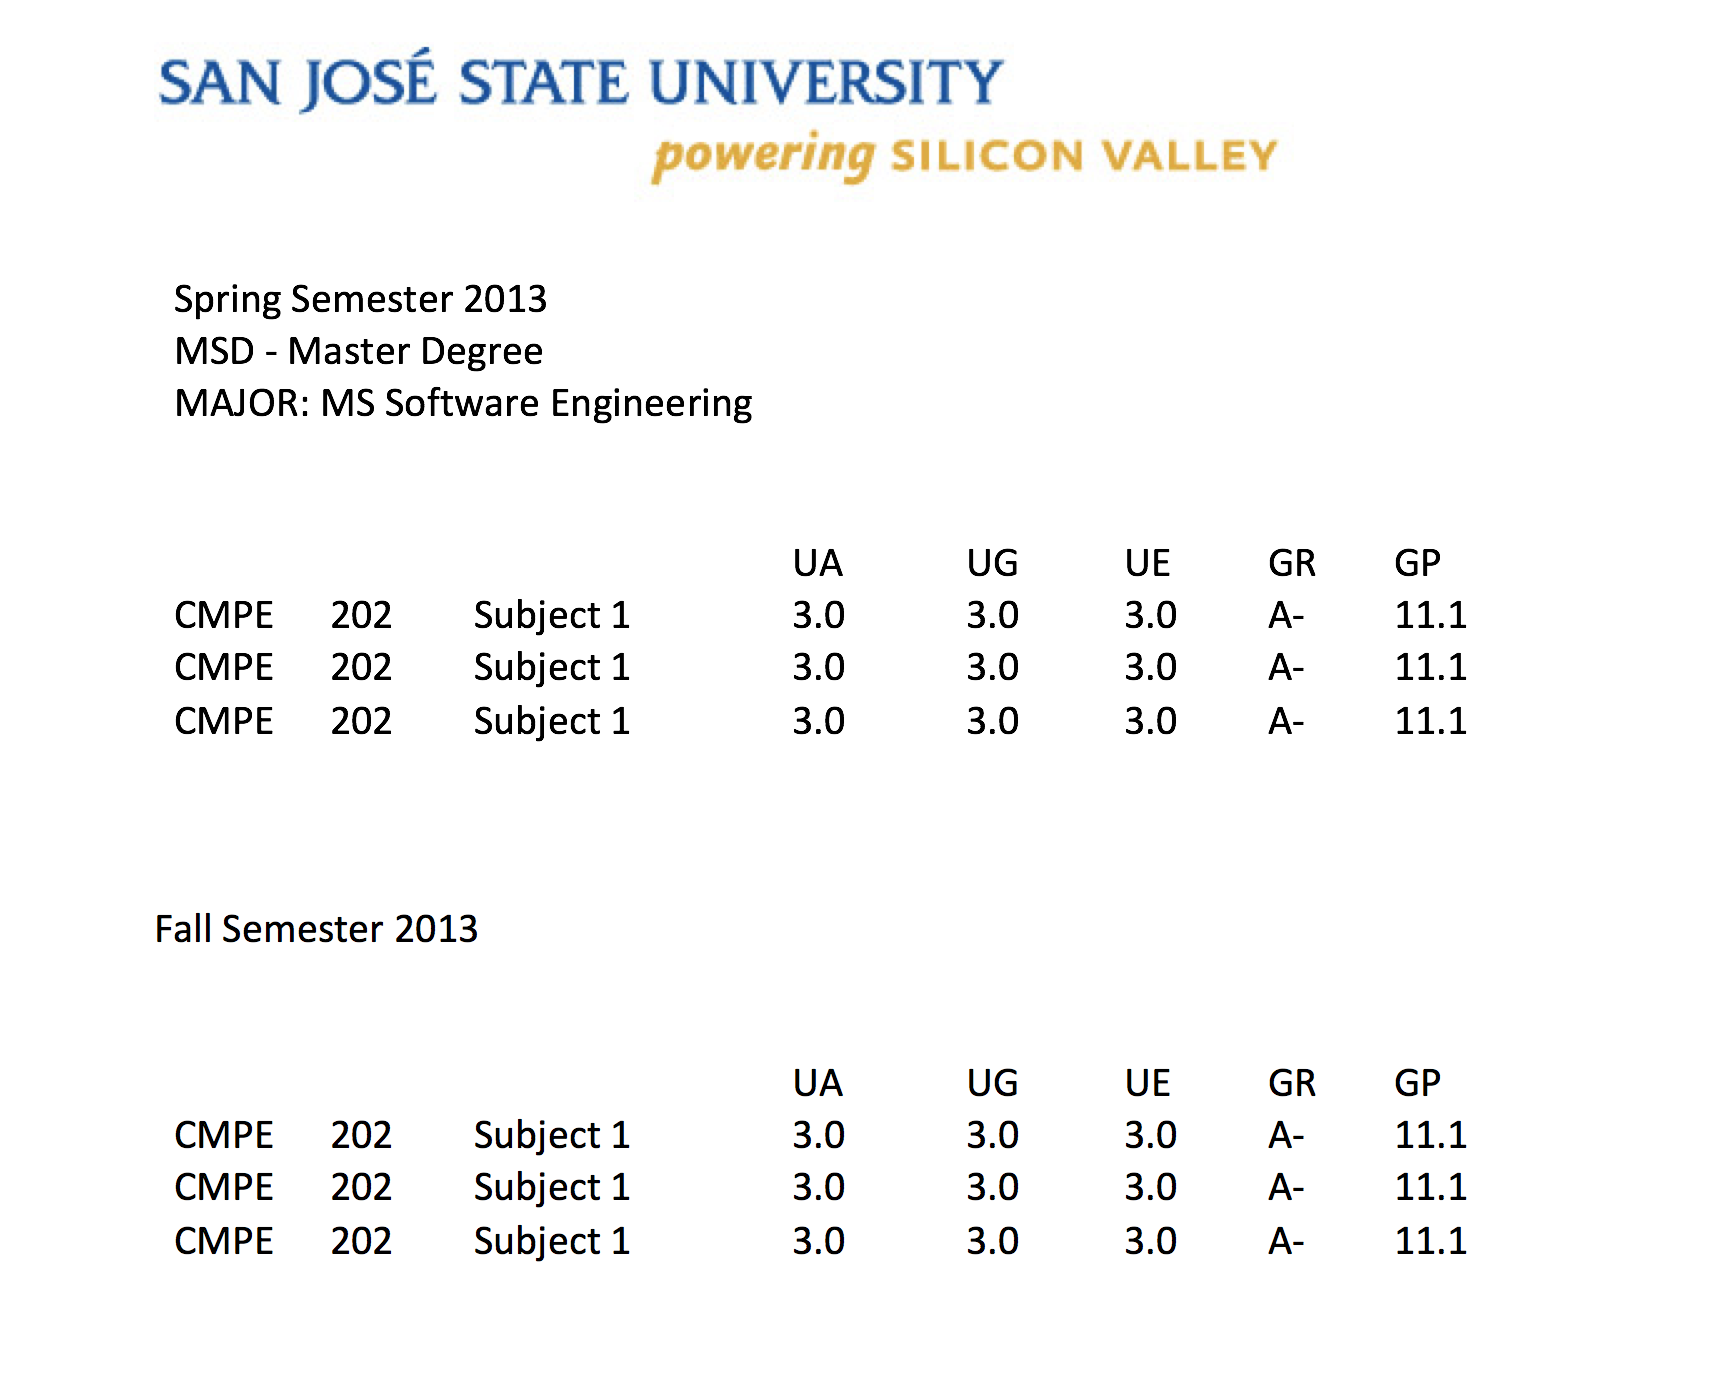 SAN JOSÉ STATE UNIVERSITY
powering SILICON VALLEY
Spring Semester 2013
MSD - Master Degree
MAJOR: MS Software Engineering
UA UG UE GR GP
CMPE 202 Subject 1 3.0 3.0 3.0 A- 11.1
CMPE 202 Subject 1 3.0 3.0 3.0 A- 11.1
CMPE 202 Subject 1 3.0 3.0 3.0 A- 11.1
Fall Semester 2013
UA UG UE GR GP
CMPE 202 Subject 1 3.0 3.0 3.0 A- 11.1
CMPE 202 Subject 1 3.0 3.0 3.0 A- 11.1
CMPE 202 Subject 1 3.0 3.0 3.0 A- 11.1